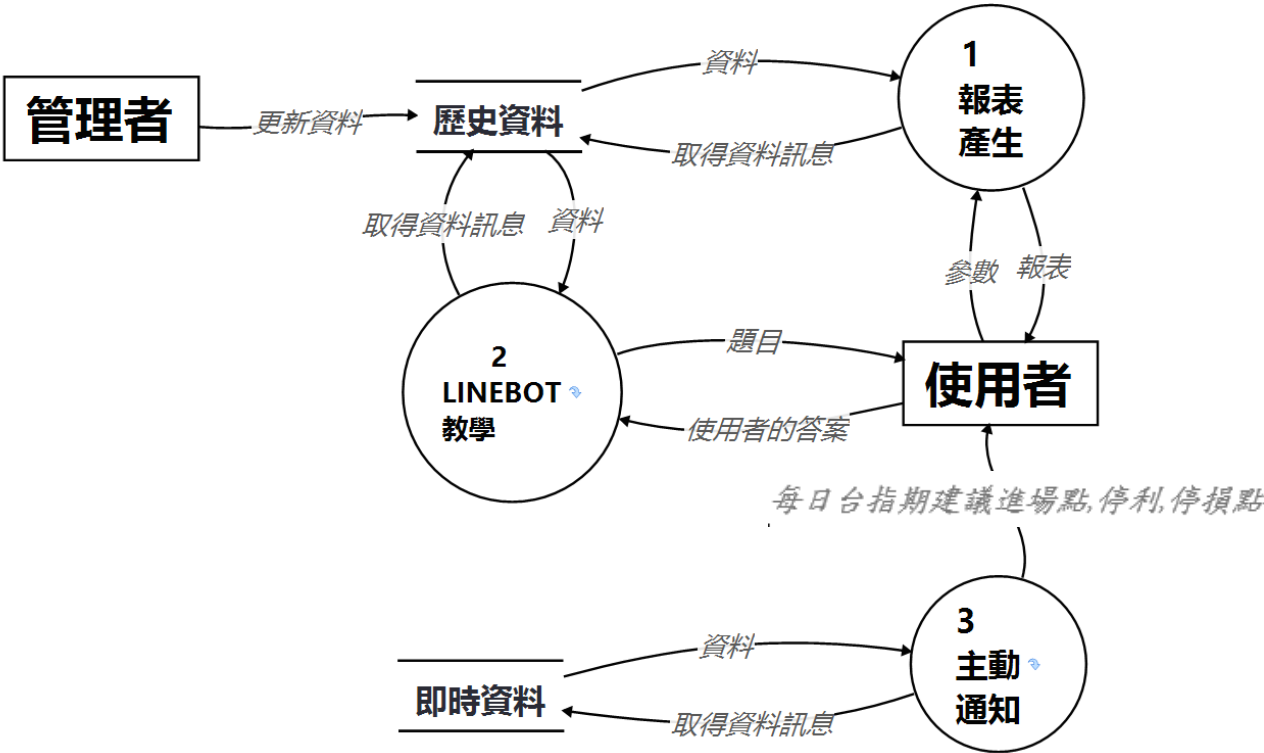 1
報表
產生
資料
管理者
更新資料
歷史資料
取得資料訊息
取得資料訊息
資料
參數
報表
2
LINEBOT
教學
題目
使用者
使用者的答案
每日台指期建議進場點,停利,停損點
3
主動
通知
資料
即時資料
取得資料訊息